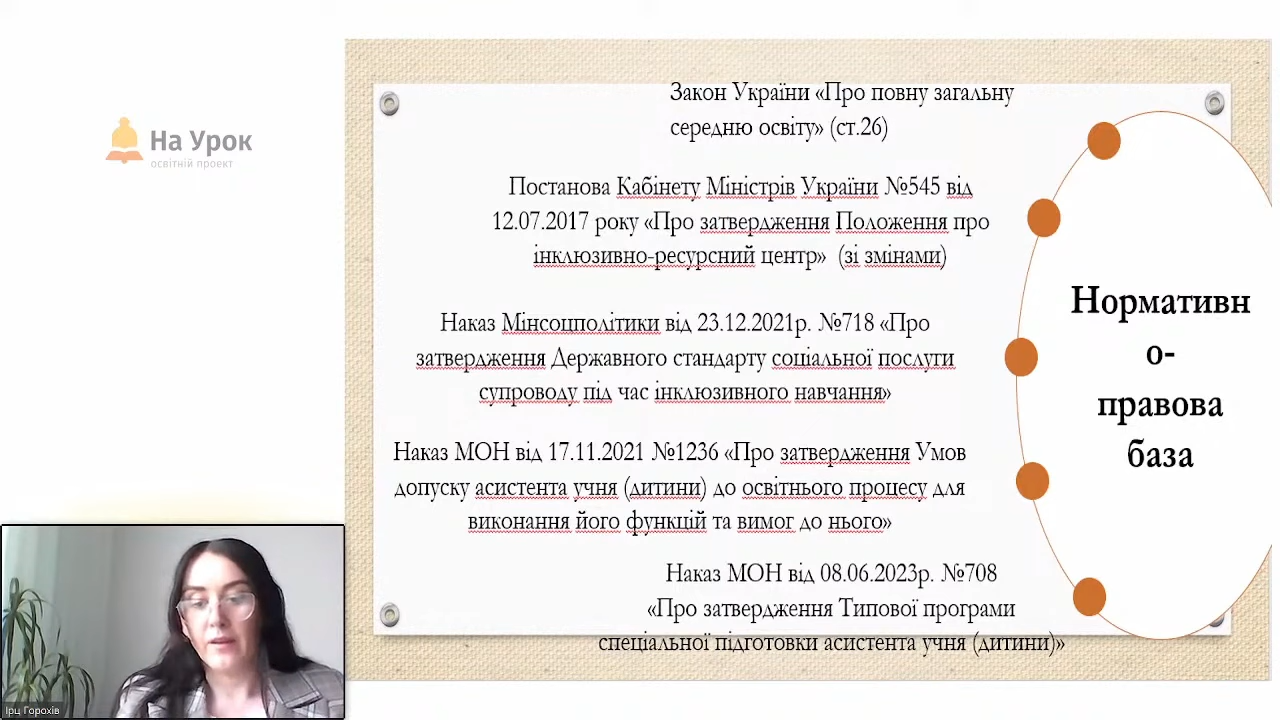 На Урок
освітній проект
Закон України «Про повну загальну
середню освіту» (ст.26)
Постанова Кабінету Міністрів України №545 від
12.07.2017 року «Про затвердження Положення про
інклюзивно-ресурсний центр» (зі змінами)
Наказ Мінсоцполітики від 23.12.2021р. №718 «Про
затвердження Державного стандарту соціальної послуги
супроводу під час інклюзивного навчання»
Наказ МОН від 17.11.2021 №1236 «Про затвердження Умов
допуску асистента учня (дитини) до освітнього процесу для
виконання його функцій та вимог до нього»
Наказ МОН від 08.06.2023р. №708
«Про затвердження Типової програми
спеціальної підготовки асистента учня (дитини)»
Нормативн
о-
правова
база
Ірц Горохів